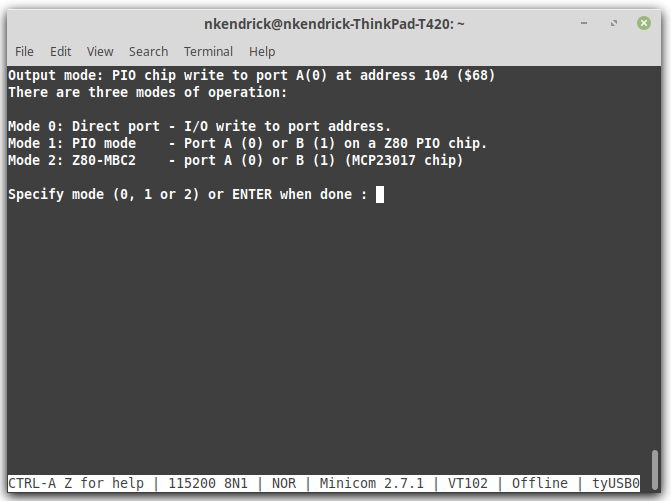 nkendrick@nkendrick-ThinkPad-T420: ~
File Edit View Search Terminal Help
Output mode: PIO chip write to port A(0) at address 104 ($68)
There are three modes of operation:
Mode 0: Direct port - I/O write to port address.
Mode 1: PIO mode    - Port A (0) or B (1) on a Z80 PIO chip.
Mode 2: Z80-MBC2    - port A (0) or B (1) (MCP23017 chip)
Specify mode (0, 1 or 2) or ENTER when done :
CTRL-A Z for help | 115200 8N1 | NOR | Minicom 2.7.1 | VT102 | Offline | tyUSB0